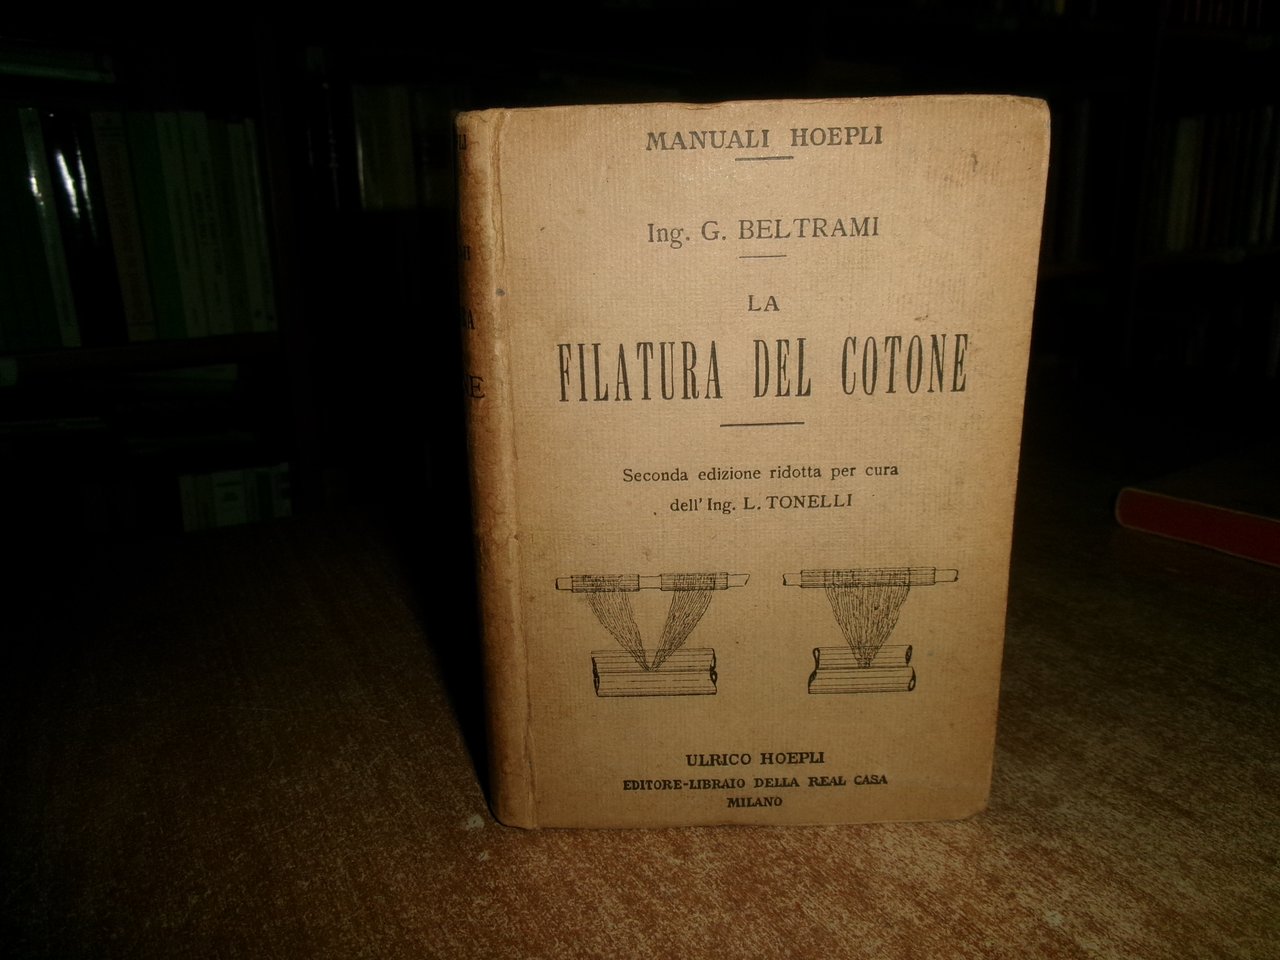 MANUALI HOEPLI
Ing. G. BELTRAMI
LA
FILATURA DEL COTONE
Seconda edizione ridotta per cura
dell' Ing. L. TONELLI
ULRICO HOEPLI
EDITORE-LIBRAIO DELLA REAL CASA
MILANO